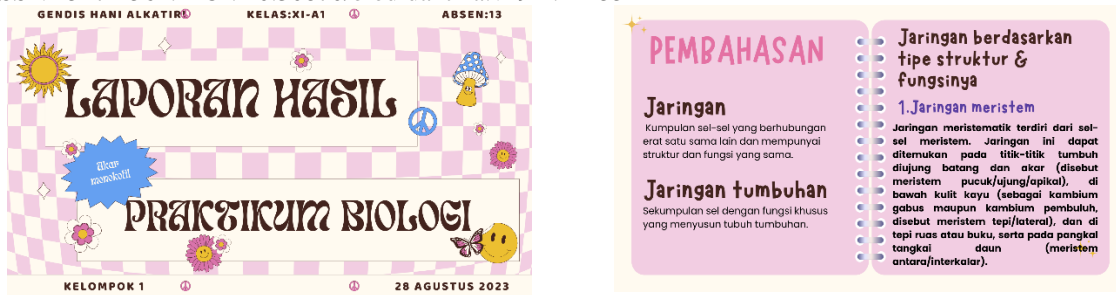 GENDIS HANI ALKATIRI
KELAS:XI-A1
ABSEN:13
LAPORAN HASIL
Akar
monokotil
PRAKTIKUM BIOLOGI
KELOMPOK 1
28 AGUSTUS 2023
PEMBAHASAN
Jaringan
Kumpulan sel-sel yang berhubungan
erat satu sama lain dan mempunyai
struktur dan fungsi yang sama.
Jaringan tumbuhan
Sekumpulan sel dengan fungsi khusus
yang menyusun tubuh tumbuhan.
Jaringan berdasarkan
tipe struktur &
fungsinya
1.Jaringan meristem
Jaringan meristematik terdiri dari sel-
sel meristem. Jaringan ini dapat
ditemukan pada titik-titik tumbuh
diujung batang dan akar (disebut
meristem pucuk/ujung/apikal), di
bawah kulit kayu (sebagai kambium
gabus maupun kambium pembuluh,
disebut meristem tepi/lateral), dan di
tepi ruas atau buku, serta pada pangkal
tangkai daun (meristem
antara/interkalar).